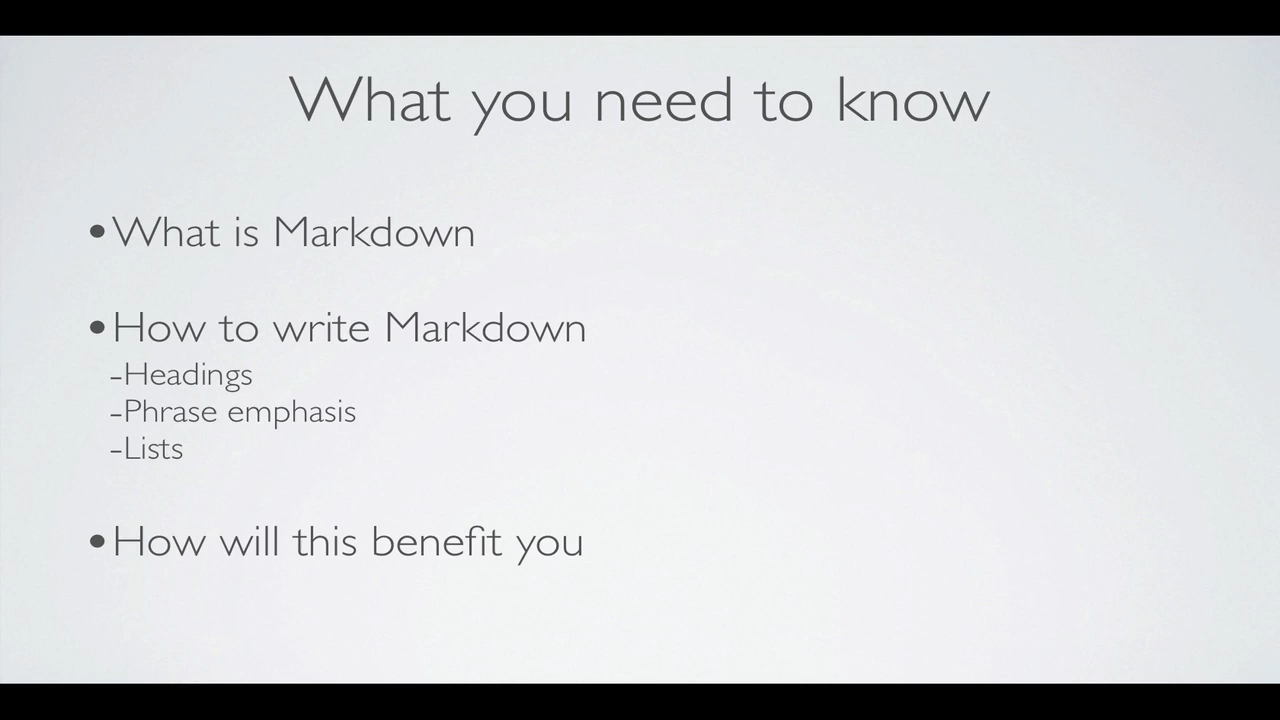 What you need to know
•What is Markdown
•How to write Markdown
-Headings
-Phrase emphasis
-Lists
•How will this benefit you